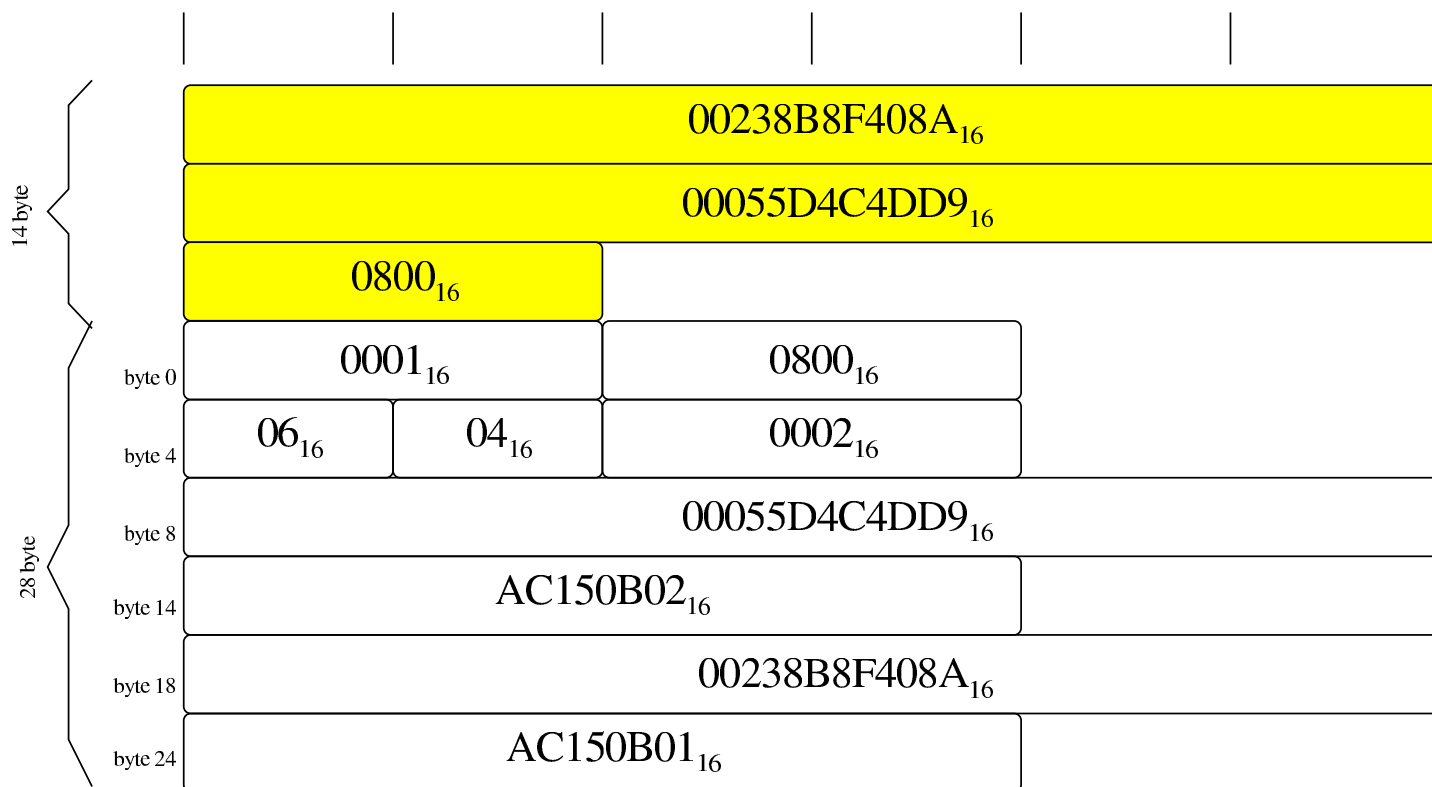 00238B8F408A16
14 byte
00055D4C4DD916
080016
byte 0 000116 080016
byte 4 0616 0416 000216
byte 8 00055D4C4DD916
28 byte
byte 14 AC150B0216
byte 18 00238B8F408A16
byte 24 AC150B0116